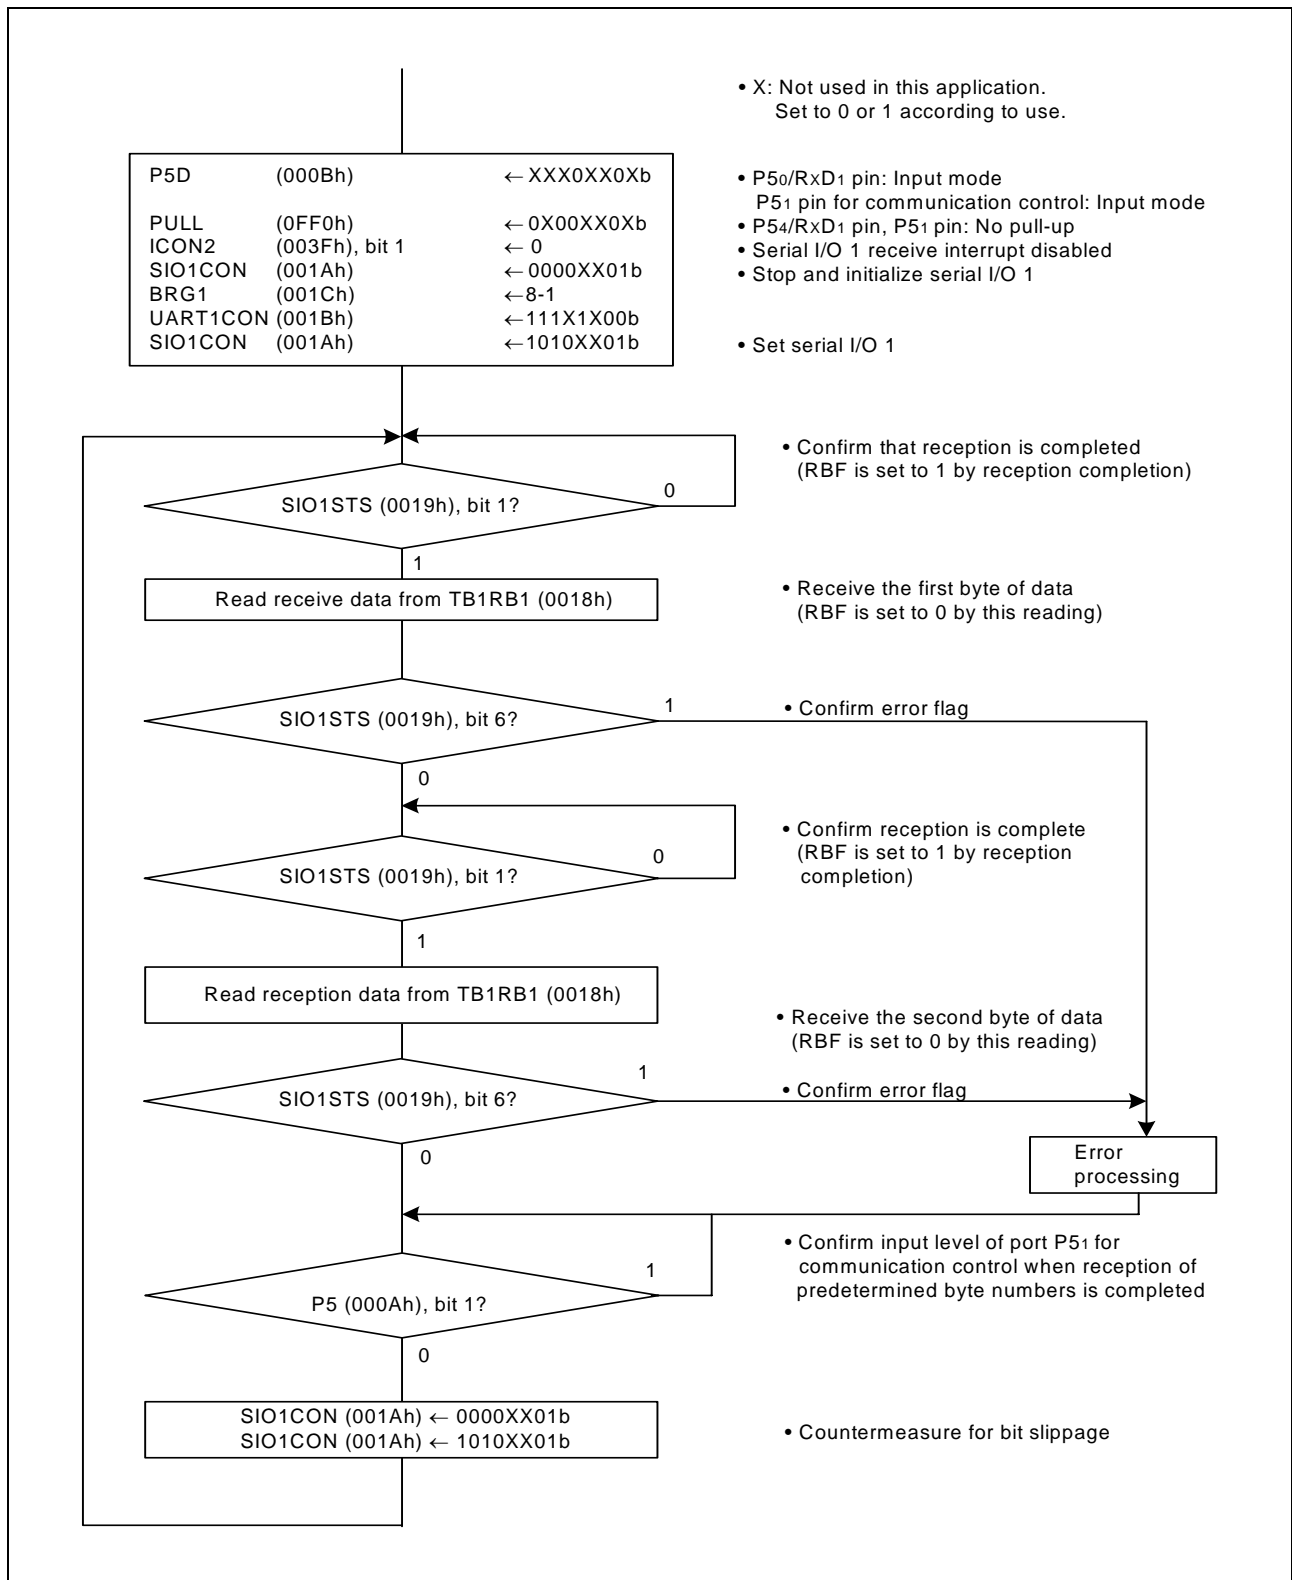 • X: Not used in this application.
Set to 0 or 1 according to use.
P5D (000Bh) ← XXX0XX0Xb
• P50/RxD1 pin: Input mode
P51 pin for communication control: Input mode
PULL (0FF0h) ← 0X00XX0Xb
• P54/RxD1 pin, P51 pin: No pull-up
ICON2 (003Fh), bit 1 ← 0
• Serial I/O 1 receive interrupt disabled
SIO1CON (001Ah) ← 0000XX01b
• Stop and initialize serial I/O 1
BRG1 (001Ch) ←8-1
UART1CON (001Bh) ←111X1X00b
SIO1CON (001Ah) ←1010XX01b
• Set serial I/O 1
• Confirm that reception is completed
(RBF is set to 1 by reception completion)
SIO1STS (0019h), bit 1?
0
1
Read receive data from TB1RB1 (0018h)
• Receive the first byte of data
(RBF is set to 0 by this reading)
SIO1STS (0019h), bit 6?
1
• Confirm error flag
0
• Confirm reception is complete
(RBF is set to 1 by reception
completion)
SIO1STS (0019h), bit 1?
0
1
Read reception data from TB1RB1 (0018h)
• Receive the second byte of data
(RBF is set to 0 by this reading)
SIO1STS (0019h), bit 6?
1
• Confirm error flag
0
Error
processing
• Confirm input level of port P51 for
communication control when reception of
predetermined byte numbers is completed
P5 (000Ah), bit 1?
1
0
SIO1CON (001Ah) ← 0000XX01b
SIO1CON (001Ah) ← 1010XX01b
• Countermeasure for bit slippage